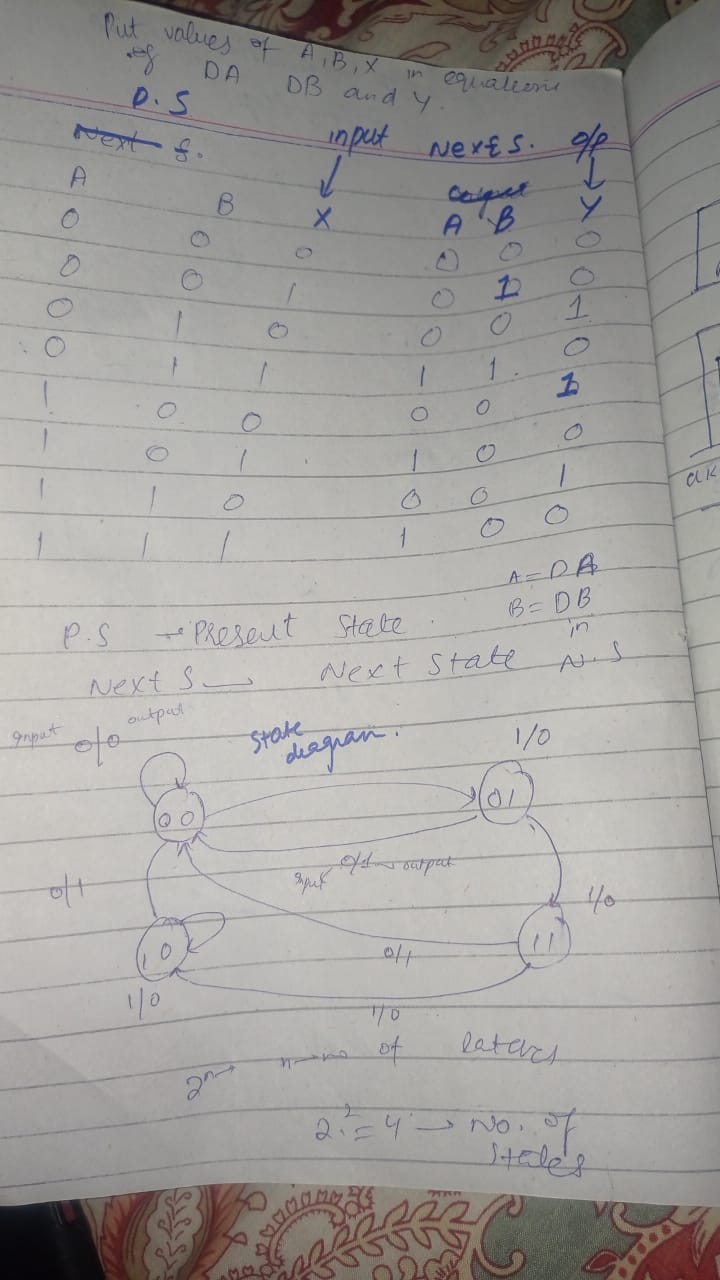 Put values of A, B, X in equations
of DA DB and Y.
P.S
Next S. input Next S. O/P
output
A B X A B Y
0 0 0 0 0 0
0 0 1 0 1 0
0 1 0 0 0 1
0 1 1 1 1. 0
1 0 0 0 0 1
1 0 1 1 0 0
1 1 0 0 0 1
1 1 1 1 0 0
A = DA
B = DB
in
N.S
P.S → Present State.
Next S → Next State
input 0/0 output
State
diagram.
1/0
00
01
input 0/1 → output
0/1
1/0
10
11
0/1
1/0
1/0
2^n → n → no of latches
2^2 = 4 → No. of
States